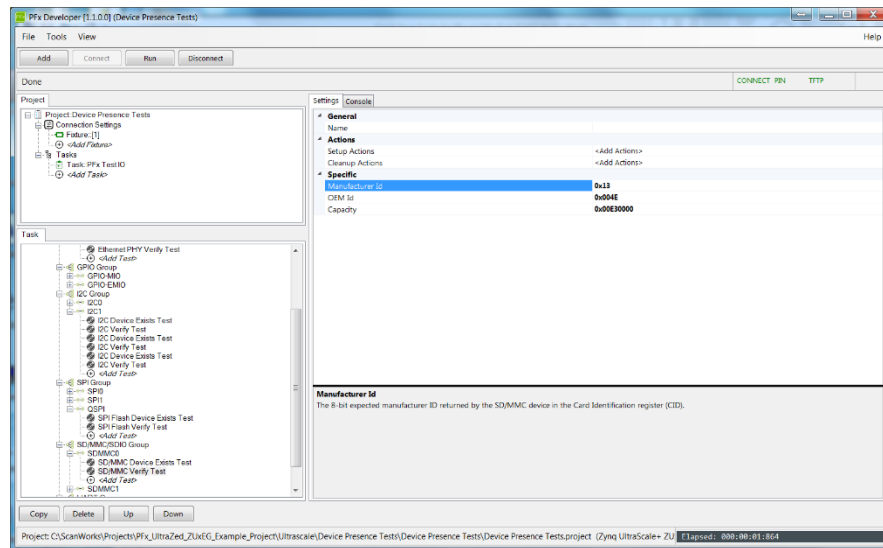 PFx Developer [1.1.0.0] (Device Presence Tests)
File Tools View Help
Add Connect Run Disconnect
Done CONNECT PIN TFTP
Project
Project: Device Presence Tests
Connection Settings
Fixture: [1]
<Add Fixture>
Tasks
Task: PFx Test IO
<Add Task>
Task
Ethernet PHY Verify Test
<Add Test>
GPIO Group
GPIO-MIO
GPIO-EMIO
I2C Group
I2C0
I2C1
I2C Device Exists Test
I2C Verify Test
I2C Device Exists Test
I2C Verify Test
I2C Device Exists Test
I2C Verify Test
<Add Test>
SPI Group
SPI0
SPI1
QSPI
SPI Flash Device Exists Test
SPI Flash Verify Test
<Add Test>
SD/MMC/SDIO Group
SDMMC0
SD/MMC Device Exists Test
SD/MMC Verify Test
<Add Test>
SDMMC1
Settings Console
General
Name
Actions
Setup Actions <Add Actions>
Cleanup Actions <Add Actions>
Specific
Manufacturer Id 0x13
OEM Id 0x004E
Capacity 0x00E30000
Manufacturer Id
The 8-bit expected manufacturer ID returned by the SD/MMC device in the Card Identification register (CID).
Copy Delete Up Down
Project: C:\ScanWorks\Projects\PFx_UltraZed_ZUxEG_Example_Project\Ultrascale\Device Presence Tests\Device Presence Tests\Device Presence Tests.project (Zynq UltraScale+ ZU Elapsed: 000:00:01:864